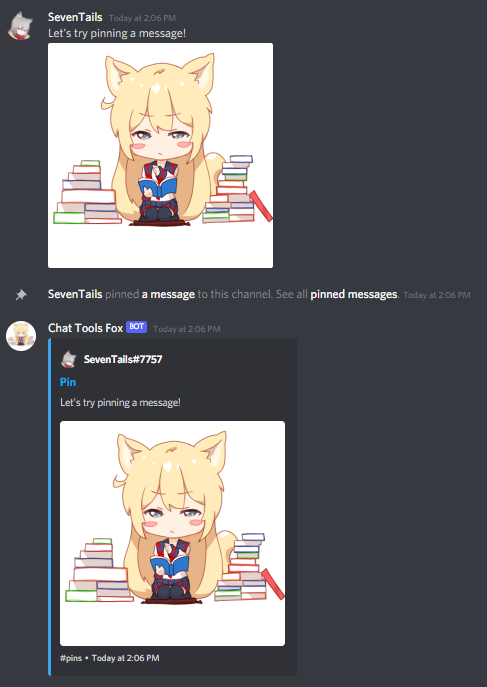 SevenTails Today at 2:06 PM
Let's try pinning a message!
SevenTails pinned a message to this channel. See all pinned messages. Today at 2:06 PM
Chat Tools Fox BOT Today at 2:06 PM
SevenTails#7757
Pin
Let's try pinning a message!
#pins • Today at 2:06 PM